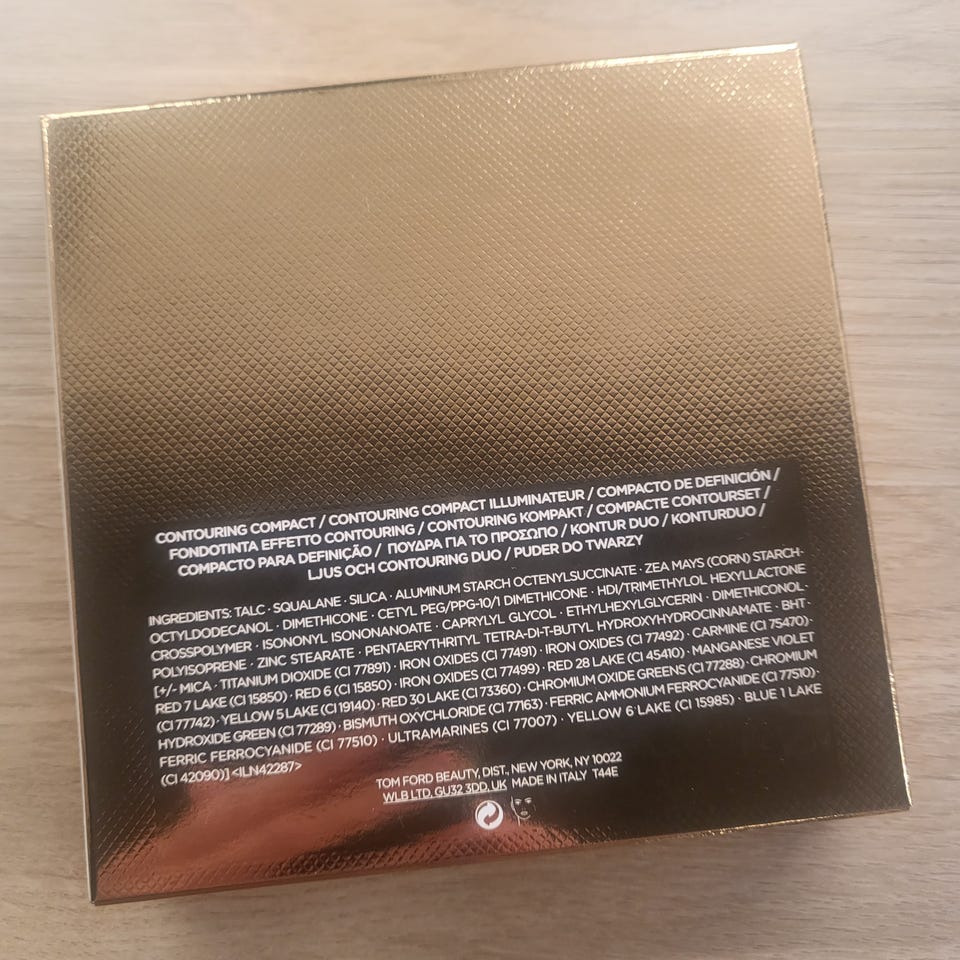 CONTOURING COMPACT / CONTOURING COMPACT ILLUMINATEUR / COMPACTO DE DEFINICIÓN /
FONDOTINTA EFFETTO CONTOURING / CONTOURING KOMPAKT / COMPACTE CONTOURSET /
COMPACTO PARA DEFINIÇÃO / ΠΟΥΔΡΑ ΓΙΑ ΤΟ ΠΡΟΣΩΠΟ / KONTUR DUO / KONTURDUO /
LJUS OCH CONTOURING DUO / PUDER DO TWARZY
INGREDIENTS: TALC · SQUALANE · SILICA · ALUMINUM STARCH OCTENYLSUCCINATE · ZEA MAYS (CORN) STARCH ·
OCTYLDODECANOL · DIMETHICONE · CETYL PEG/PPG-10/1 DIMETHICONE · HDI/TRIMETHYLOL HEXYLLACTONE
CROSSPOLYMER · ISONONYL ISONONANOATE · CAPRYLYL GLYCOL · ETHYLHEXYLGLYCERIN · DIMETHICONOL ·
POLYISOPRENE · ZINC STEARATE · PENTAERYTHRITYL TETRA-DI-T-BUTYL HYDROXYHYDROCINNAMATE · BHT ·
[+/- MICA · TITANIUM DIOXIDE (CI 77891) · IRON OXIDES (CI 77491) · IRON OXIDES (CI 77492) · CARMINE (CI 75470) ·
RED 7 LAKE (CI 15850) · RED 6 (CI 15850) · IRON OXIDES (CI 77499) · RED 28 LAKE (CI 45410) · MANGANESE VIOLET
(CI 77742) · YELLOW 5 LAKE (CI 19140) · RED 30 LAKE (CI 73360) · CHROMIUM OXIDE GREENS (CI 77288) · CHROMIUM
HYDROXIDE GREEN (CI 77289) · BISMUTH OXYCHLORIDE (CI 77163) · FERRIC AMMONIUM FERROCYANIDE (CI 77510) ·
FERRIC FERROCYANIDE (CI 77510) · ULTRAMARINES (CI 77007) · YELLOW 6 LAKE (CI 15985) · BLUE 1 LAKE
(CI 42090)] <ILN42287>
TOM FORD BEAUTY, DIST., NEW YORK, NY 10022
WLB LTD. GU32 3DD, UK MADE IN ITALY T44E